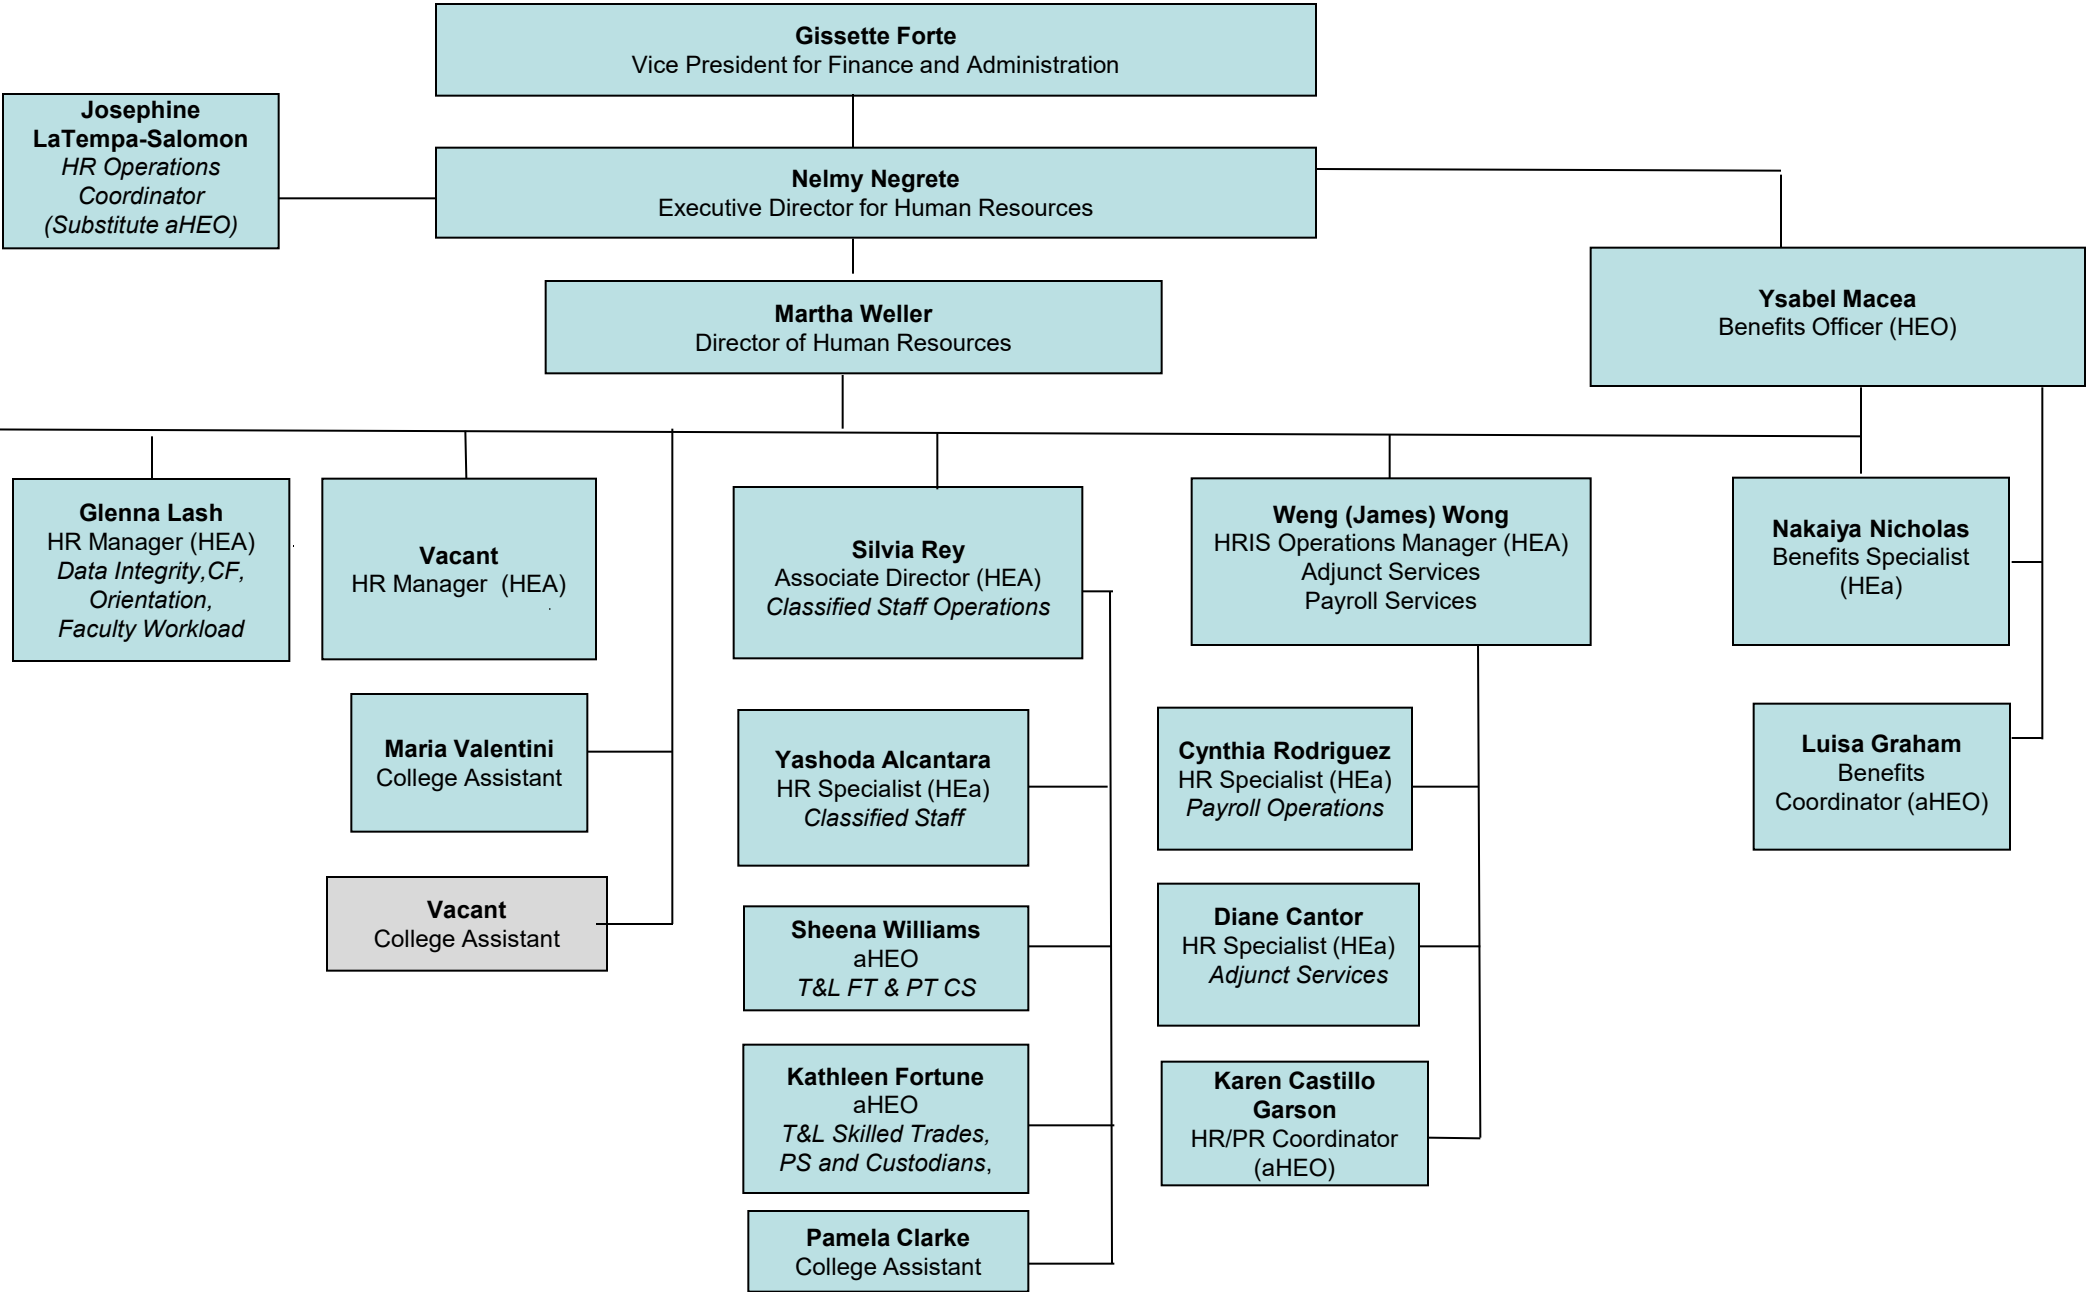 Gissette Forte
Vice President for Finance and Administration
Josephine
LaTempa-Salomon
HR Operations
Coordinator
(Substitute aHEO)
Nelmy Negrete
Executive Director for Human Resources
Martha Weller
Director of Human Resources
Ysabel Macea
Benefits Officer (HEO)
Glenna Lash
HR Manager (HEA)
Data Integrity,CF,
Orientation,
Faculty Workload
Vacant
HR Manager (HEA)
Silvia Rey
Associate Director (HEA)
Classified Staff Operations
Weng (James) Wong
HRIS Operations Manager (HEA)
Adjunct Services
Payroll Services
Nakaiya Nicholas
Benefits Specialist
(HEa)
Maria Valentini
College Assistant
Yashoda Alcantara
HR Specialist (HEa)
Classified Staff
Cynthia Rodriguez
HR Specialist (HEa)
Payroll Operations
Luisa Graham
Benefits
Coordinator (aHEO)
Vacant
College Assistant
Sheena Williams
aHEO
T&L FT & PT CS
Diane Cantor
HR Specialist (HEa)
Adjunct Services
Kathleen Fortune
aHEO
T&L Skilled Trades,
PS and Custodians,
Karen Castillo
Garson
HR/PR Coordinator
(aHEO)
Pamela Clarke
College Assistant